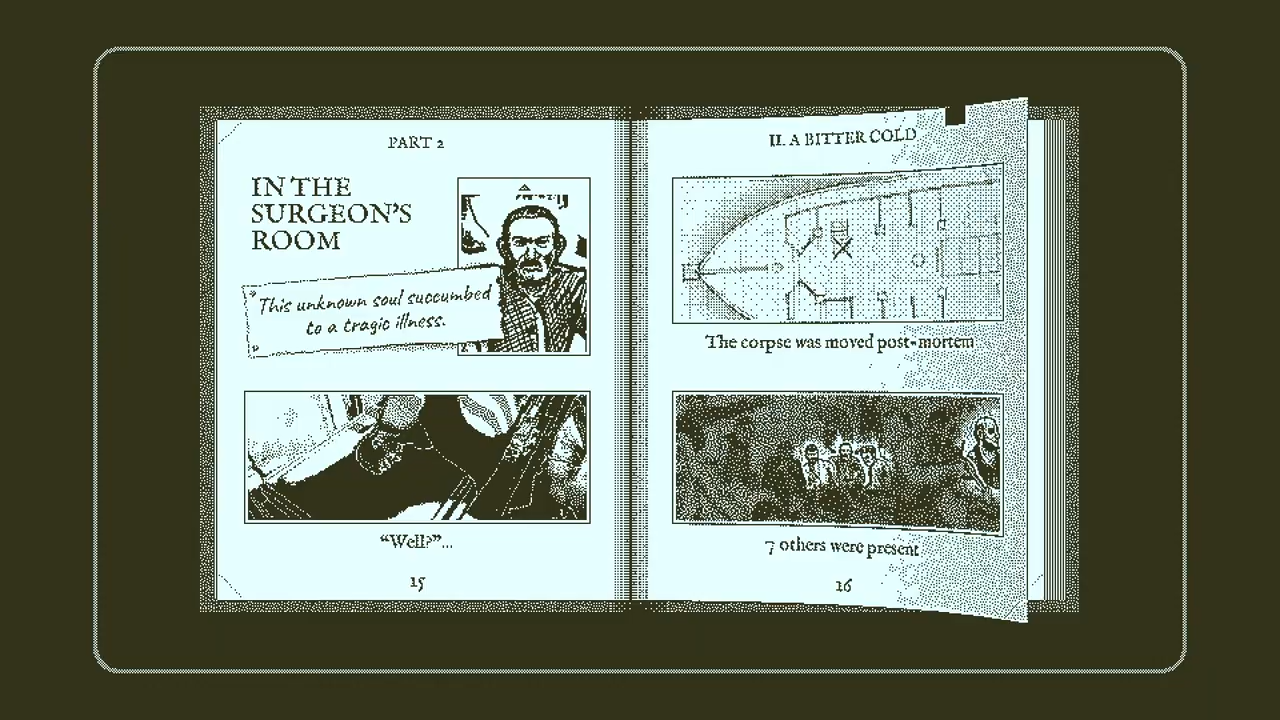 PART 2
IN THE
SURGEON'S
ROOM
This unknown soul succumbed
to a tragic illness.
“Well?”...
15
II. A BITTER COLD
The corpse was moved post-mortem
7 others were present
16